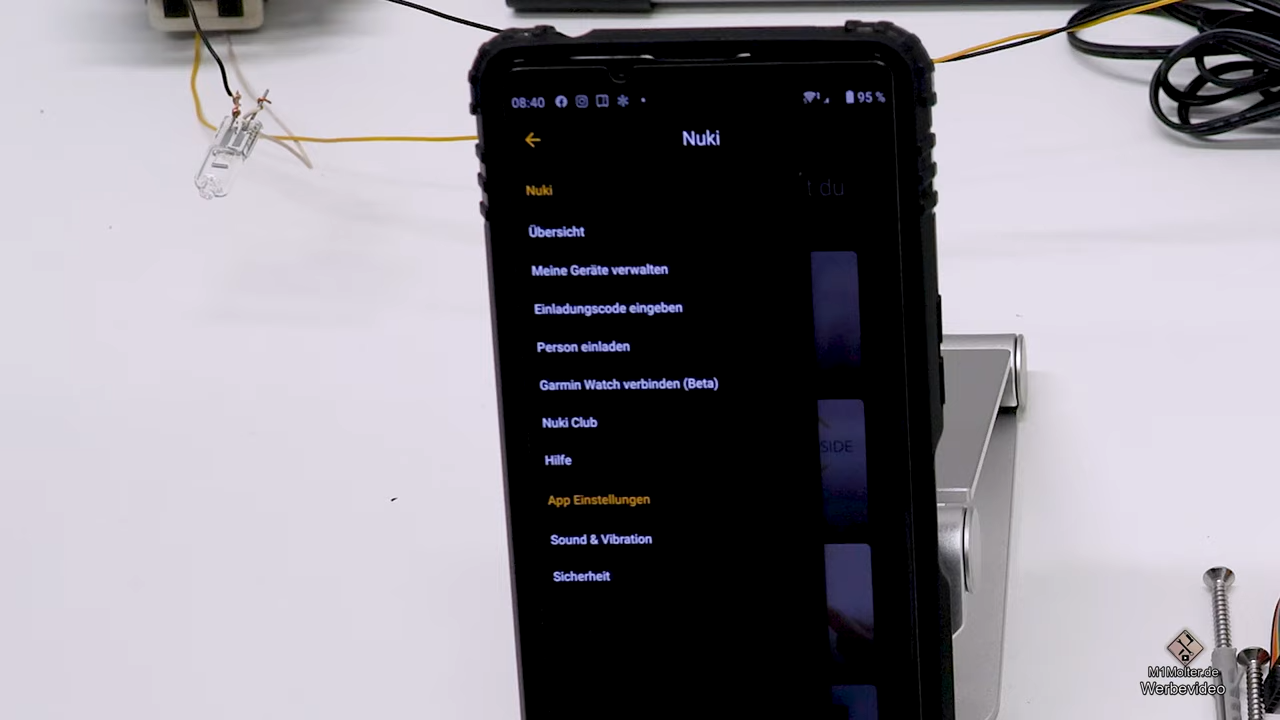 08:40
95 %
Nuki
t du
Nuki
Übersicht
Meine Geräte verwalten
Einladungscode eingeben
Person einladen
Garmin Watch verbinden (Beta)
Nuki Club
SIDE
Hilfe
App Einstellungen
Sound & Vibration
Sicherheit
M1Molter.de
Werbevideo